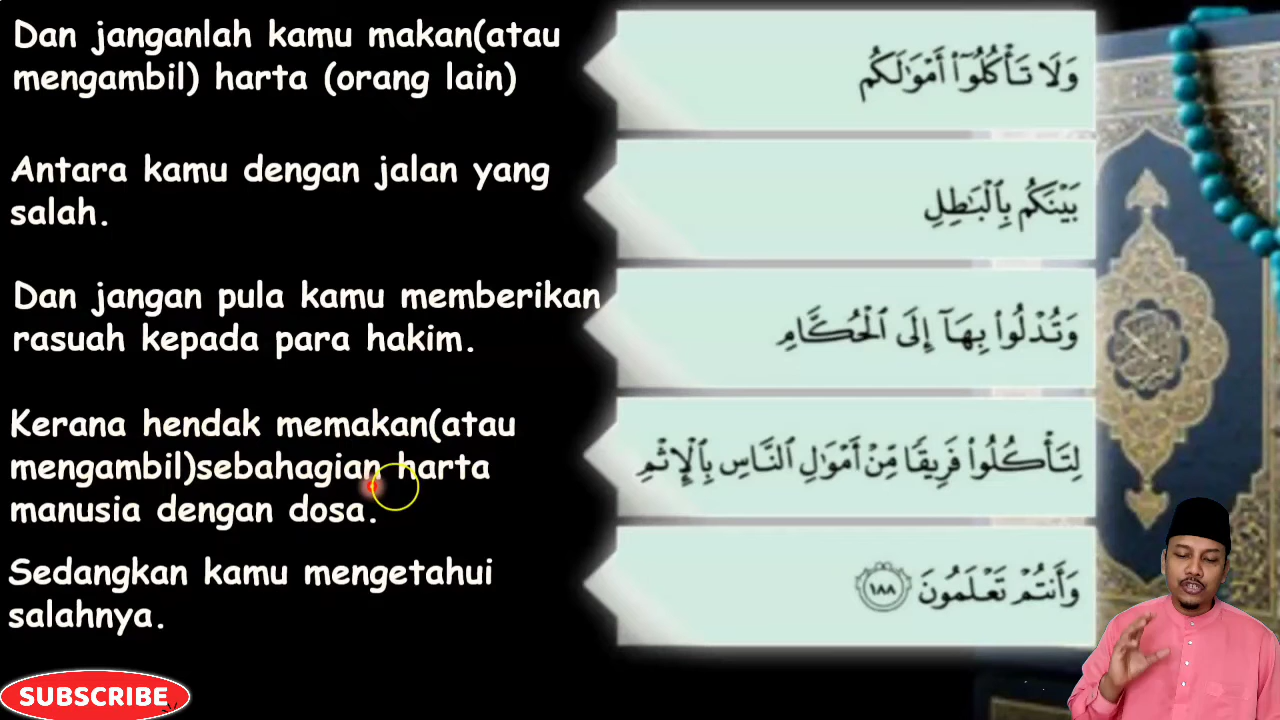 Dan janganlah kamu makan(atau
mengambil) harta (orang lain)
وَلَا تَأْكُلُوٓا۟ أَمْوَٰلَكُم
Antara kamu dengan jalan yang
salah.
بَيْنَكُم بِٱلْبَٰطِلِ
Dan jangan pula kamu memberikan
rasuah kepada para hakim.
وَتُدْلُوا۟ بِهَآ إِلَى ٱلْحُكَّامِ
Kerana hendak memakan(atau
mengambil)sebahagian harta
manusia dengan dosa.
لِتَأْكُلُوا۟ فَرِيقًا مِّنْ أَمْوَٰلِ ٱلنَّاسِ بِٱلْإِثْمِ
Sedangkan kamu mengetahui
salahnya.
وَأَنتُمْ تَعْلَمُونَ ١٨٨
SUBSCRIBE